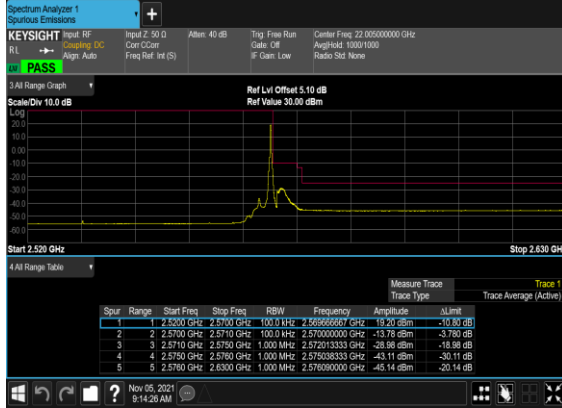 Spectrum Analyzer 1
Spurious Emissions
+
KEYSIGHT Input: RF Input Z: 50 Ω Atten: 40 dB Trig: Free Run Center Freq: 22.005000000 GHz
RL Coupling: DC Corr CCorr Gate: Off Avg|Hold: 1000/1000
Align: Auto Freq Ref: Int (S) IF Gain: Low Radio Std: None
PASS
3 All Range Graph
Ref Lvl Offset 5.10 dB
Scale/Div 10.0 dB Ref Value 30.00 dBm
Log
20.0
10.0
0.00
-10.0
-20.0
-30.0
-40.0
-50.0
-60.0
Start 2.520 GHz Stop 2.630 GHz
4 All Range Table
Measure Trace Trace 1
Trace Type Trace Average (Active)
Spur Range Start Freq Stop Freq RBW Frequency Amplitude ΔLimit
1 1 2.5200 GHz 2.5700 GHz 100.0 kHz 2.569666667 GHz 19.20 dBm -10.80 dB
2 2 2.5700 GHz 2.5710 GHz 100.0 kHz 2.570000000 GHz -13.78 dBm -3.780 dB
3 3 2.5710 GHz 2.5750 GHz 1.000 MHz 2.572013333 GHz -28.98 dBm -18.98 dB
4 4 2.5750 GHz 2.5760 GHz 1.000 MHz 2.575038333 GHz -43.11 dBm -30.11 dB
5 5 2.5760 GHz 2.6300 GHz 1.000 MHz 2.576090000 GHz -45.14 dBm -20.14 dB
? Nov 05, 2021
9:14:26 AM